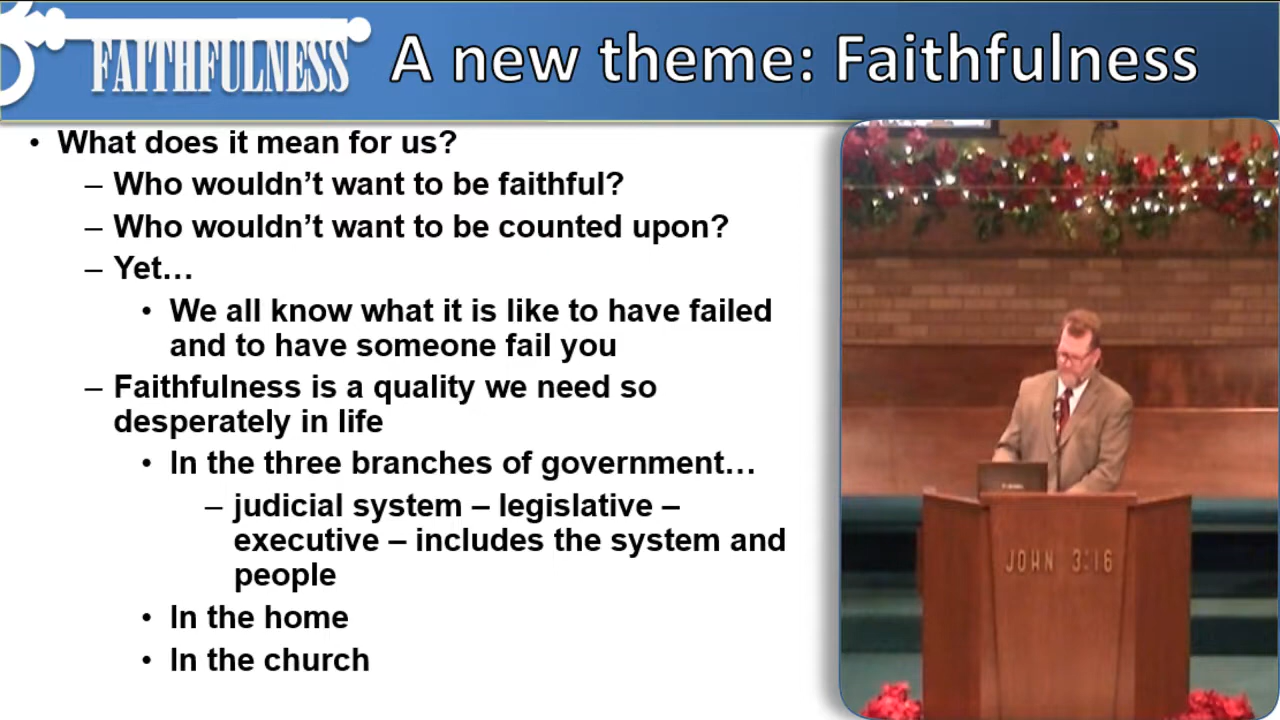 FAITHFULNESS
A new theme: Faithfulness
• What does it mean for us?
– Who wouldn’t want to be faithful?
– Who wouldn’t want to be counted upon?
– Yet…
• We all know what it is like to have failed
and to have someone fail you
– Faithfulness is a quality we need so
desperately in life
• In the three branches of government…
– judicial system – legislative –
executive – includes the system and
people
• In the home
• In the church
JOHN 3:16